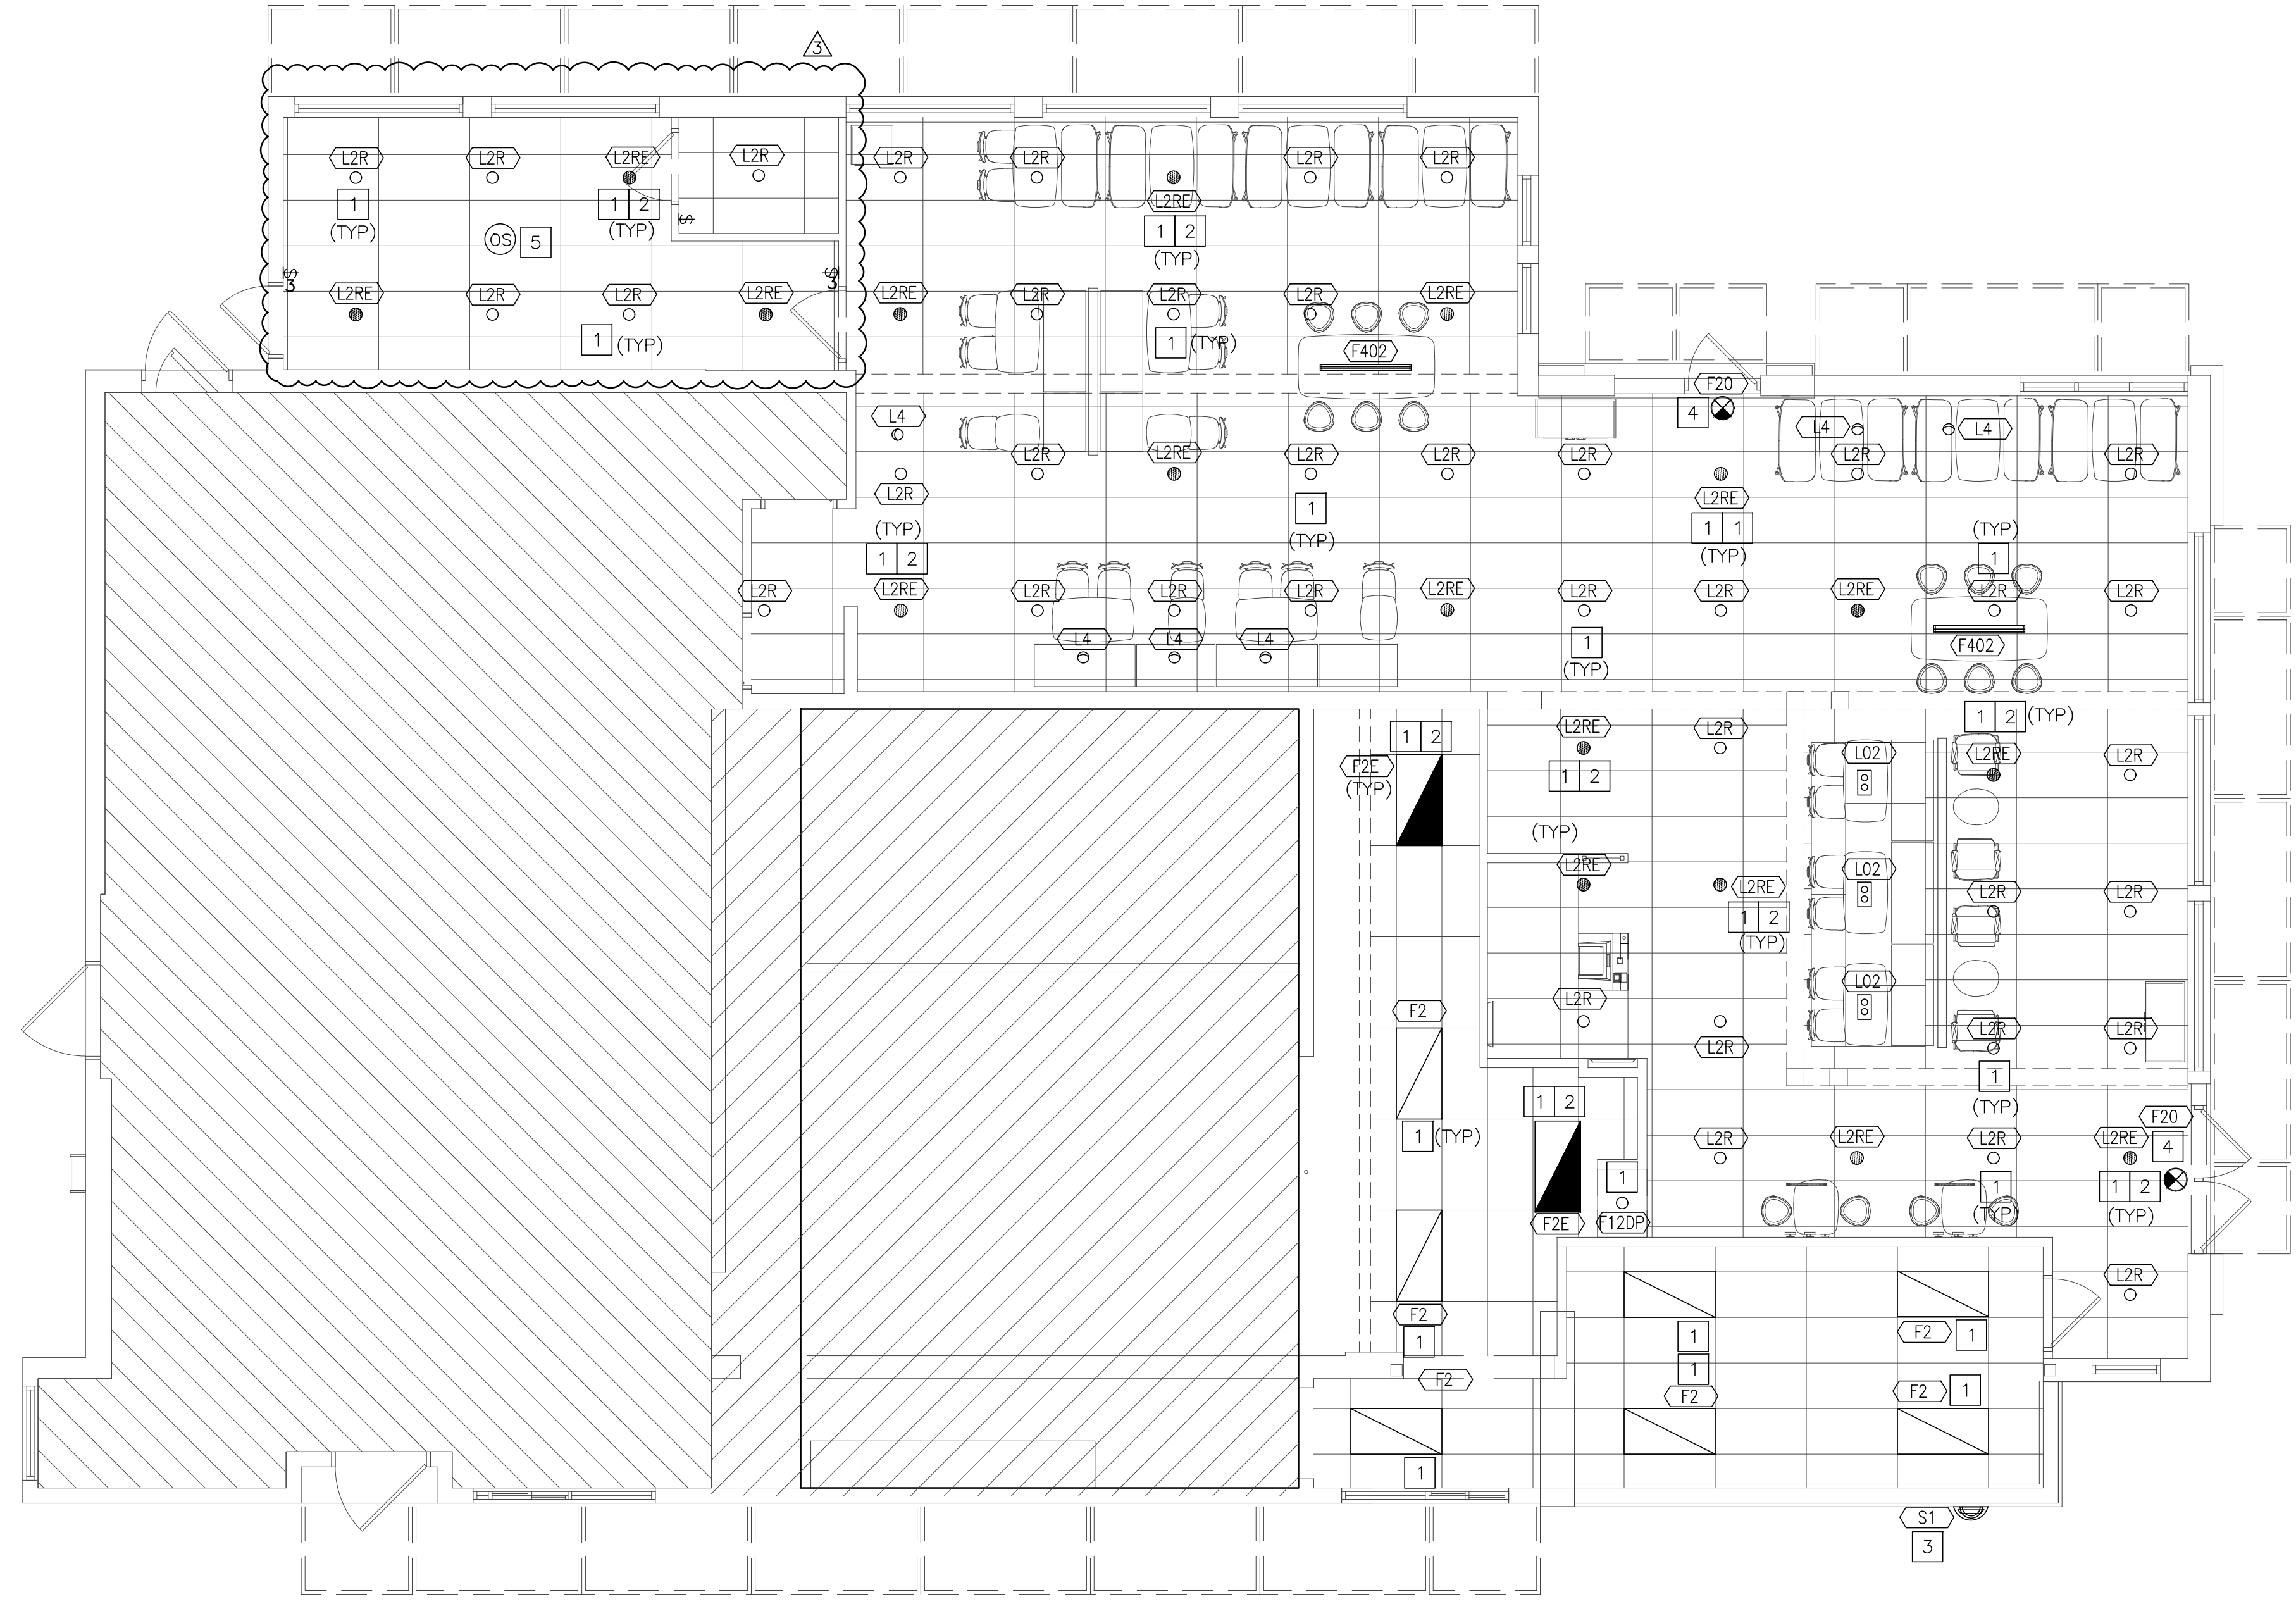 3
L2R L2R L2RE L2R L2R L2R L2R L2R
1 1 2 L2RE
(TYP) (TYP) 1 2
$ (TYP)
OS 5
$ $
3 3
L2RE L2R L2R L2RE L2RE L2R L2R L2R L2RE
1 (TYP) 1 (TYP) F402
F20
4
L4 L4 L4
L2R L2RE L2R L2R L2R L2R L2R
L2R L2RE
1 1 1
(TYP) (TYP) (TYP) (TYP)
1 2 1
L2R L2RE L2R L2R L2R L2RE L2R L2R L2RE L2R L2R
L4 L4 L4 1 F402
(TYP)
1 2 (TYP)
1 2 L2RE L2R
F2E L02 L2RE L2R
(TYP) 1 2
(TYP)
L2RE L02
L2RE L2R L2R
1 2
(TYP)
L02
L2R
F2 L2R L2R
L2R
1
1 2 (TYP)
F20
1 (TYP) L2R L2RE L2R L2RE 4
1 1 1 2
F2E F12DP (TYP) (TYP)
L2R
F2 1 F2 1
1 1
F2 F2 F2 1
1
S1
3